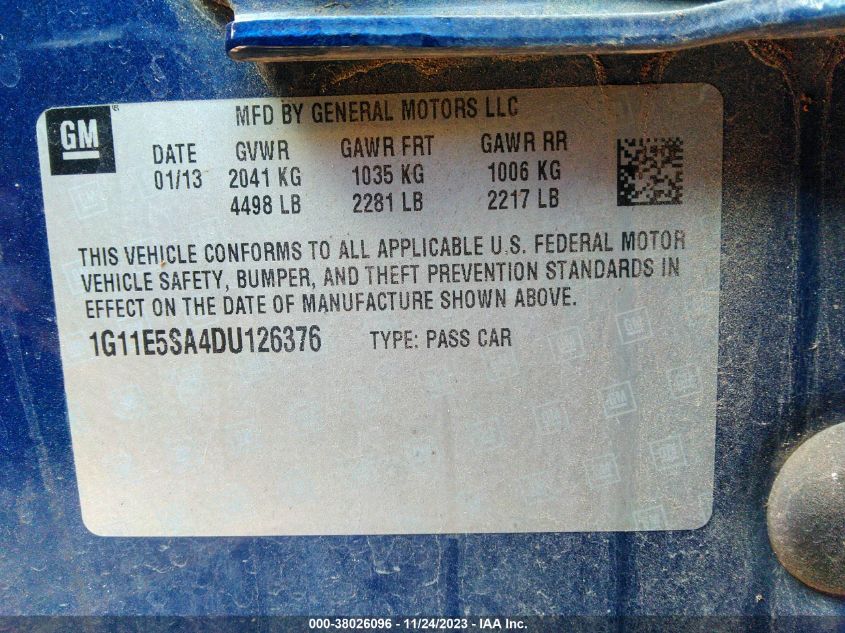 GM®
MFD BY GENERAL MOTORS LLC
DATE GVWR GAWR FRT GAWR RR
01/13 2041 KG 1035 KG 1006 KG
4498 LB 2281 LB 2217 LB
THIS VEHICLE CONFORMS TO ALL APPLICABLE U.S. FEDERAL MOTOR
VEHICLE SAFETY, BUMPER, AND THEFT PREVENTION STANDARDS IN
EFFECT ON THE DATE OF MANUFACTURE SHOWN ABOVE.
1G11E5SA4DU126376 TYPE: PASS CAR
000-38026096 - 11/24/2023 - IAA Inc.